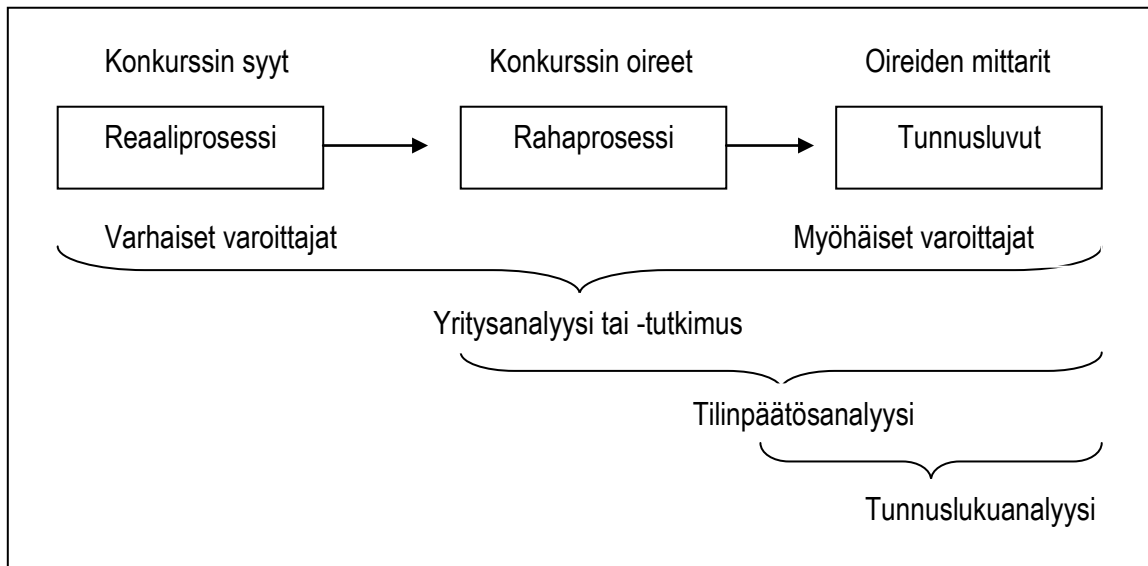 Konkurssin syyt Konkurssin oireet Oireiden mittarit
Reaaliprosessi Rahaprosessi Tunnusluvut
Varhaiset varoittajat Myöhäiset varoittajat
Yritysanalyysi tai -tutkimus
Tilinpäätösanalyysi
Tunnuslukuanalyysi